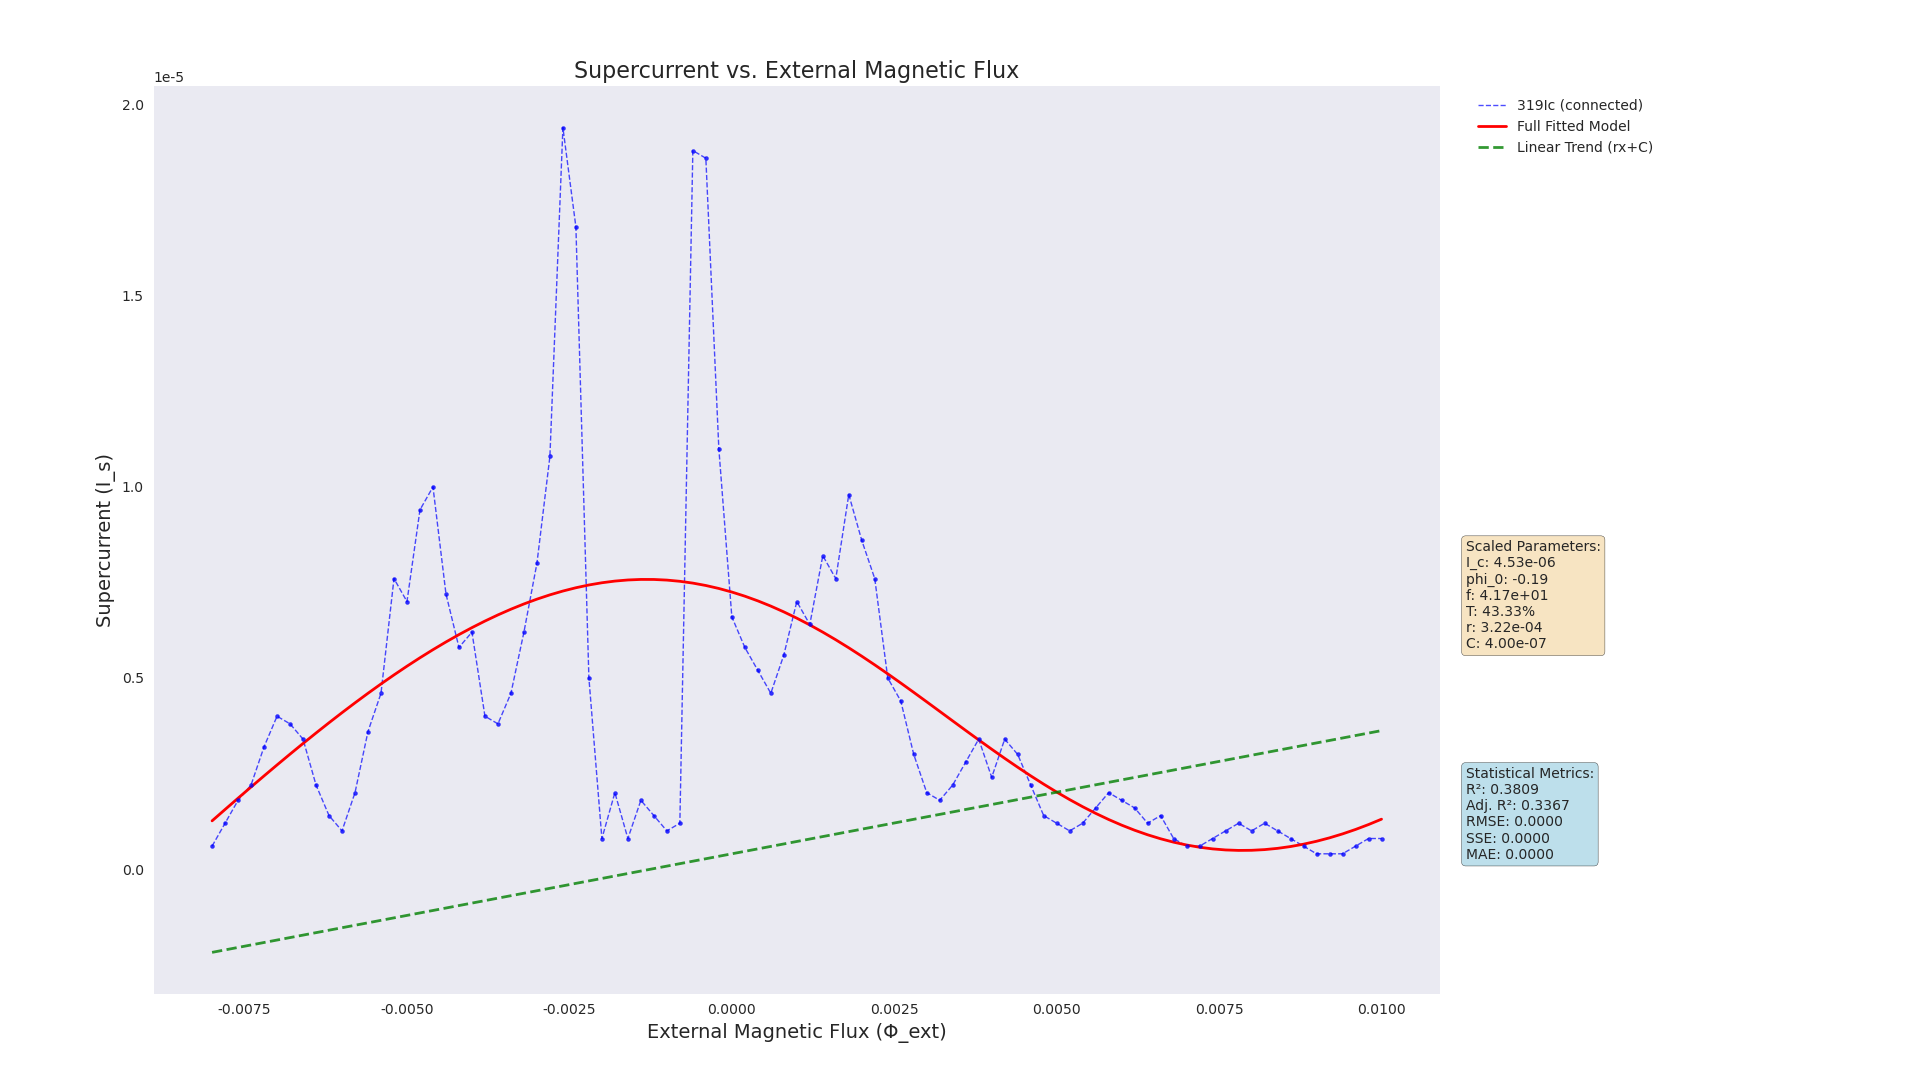 Supercurrent vs. External Magnetic Flux
1e-5
2.0
1.5
1.0
0.5
0.0
Supercurrent (I_s)
-0.0075
-0.0050
-0.0025
0.0000
0.0025
0.0050
0.0075
0.0100
External Magnetic Flux (Φ_ext)
319Ic (connected)
Full Fitted Model
Linear Trend (rx+C)
Scaled Parameters:
I_c: 4.53e-06
phi_0: -0.19
f: 4.17e+01
T: 43.33%
r: 3.22e-04
C: 4.00e-07
Statistical Metrics:
R²: 0.3809
Adj. R²: 0.3367
RMSE: 0.0000
SSE: 0.0000
MAE: 0.0000